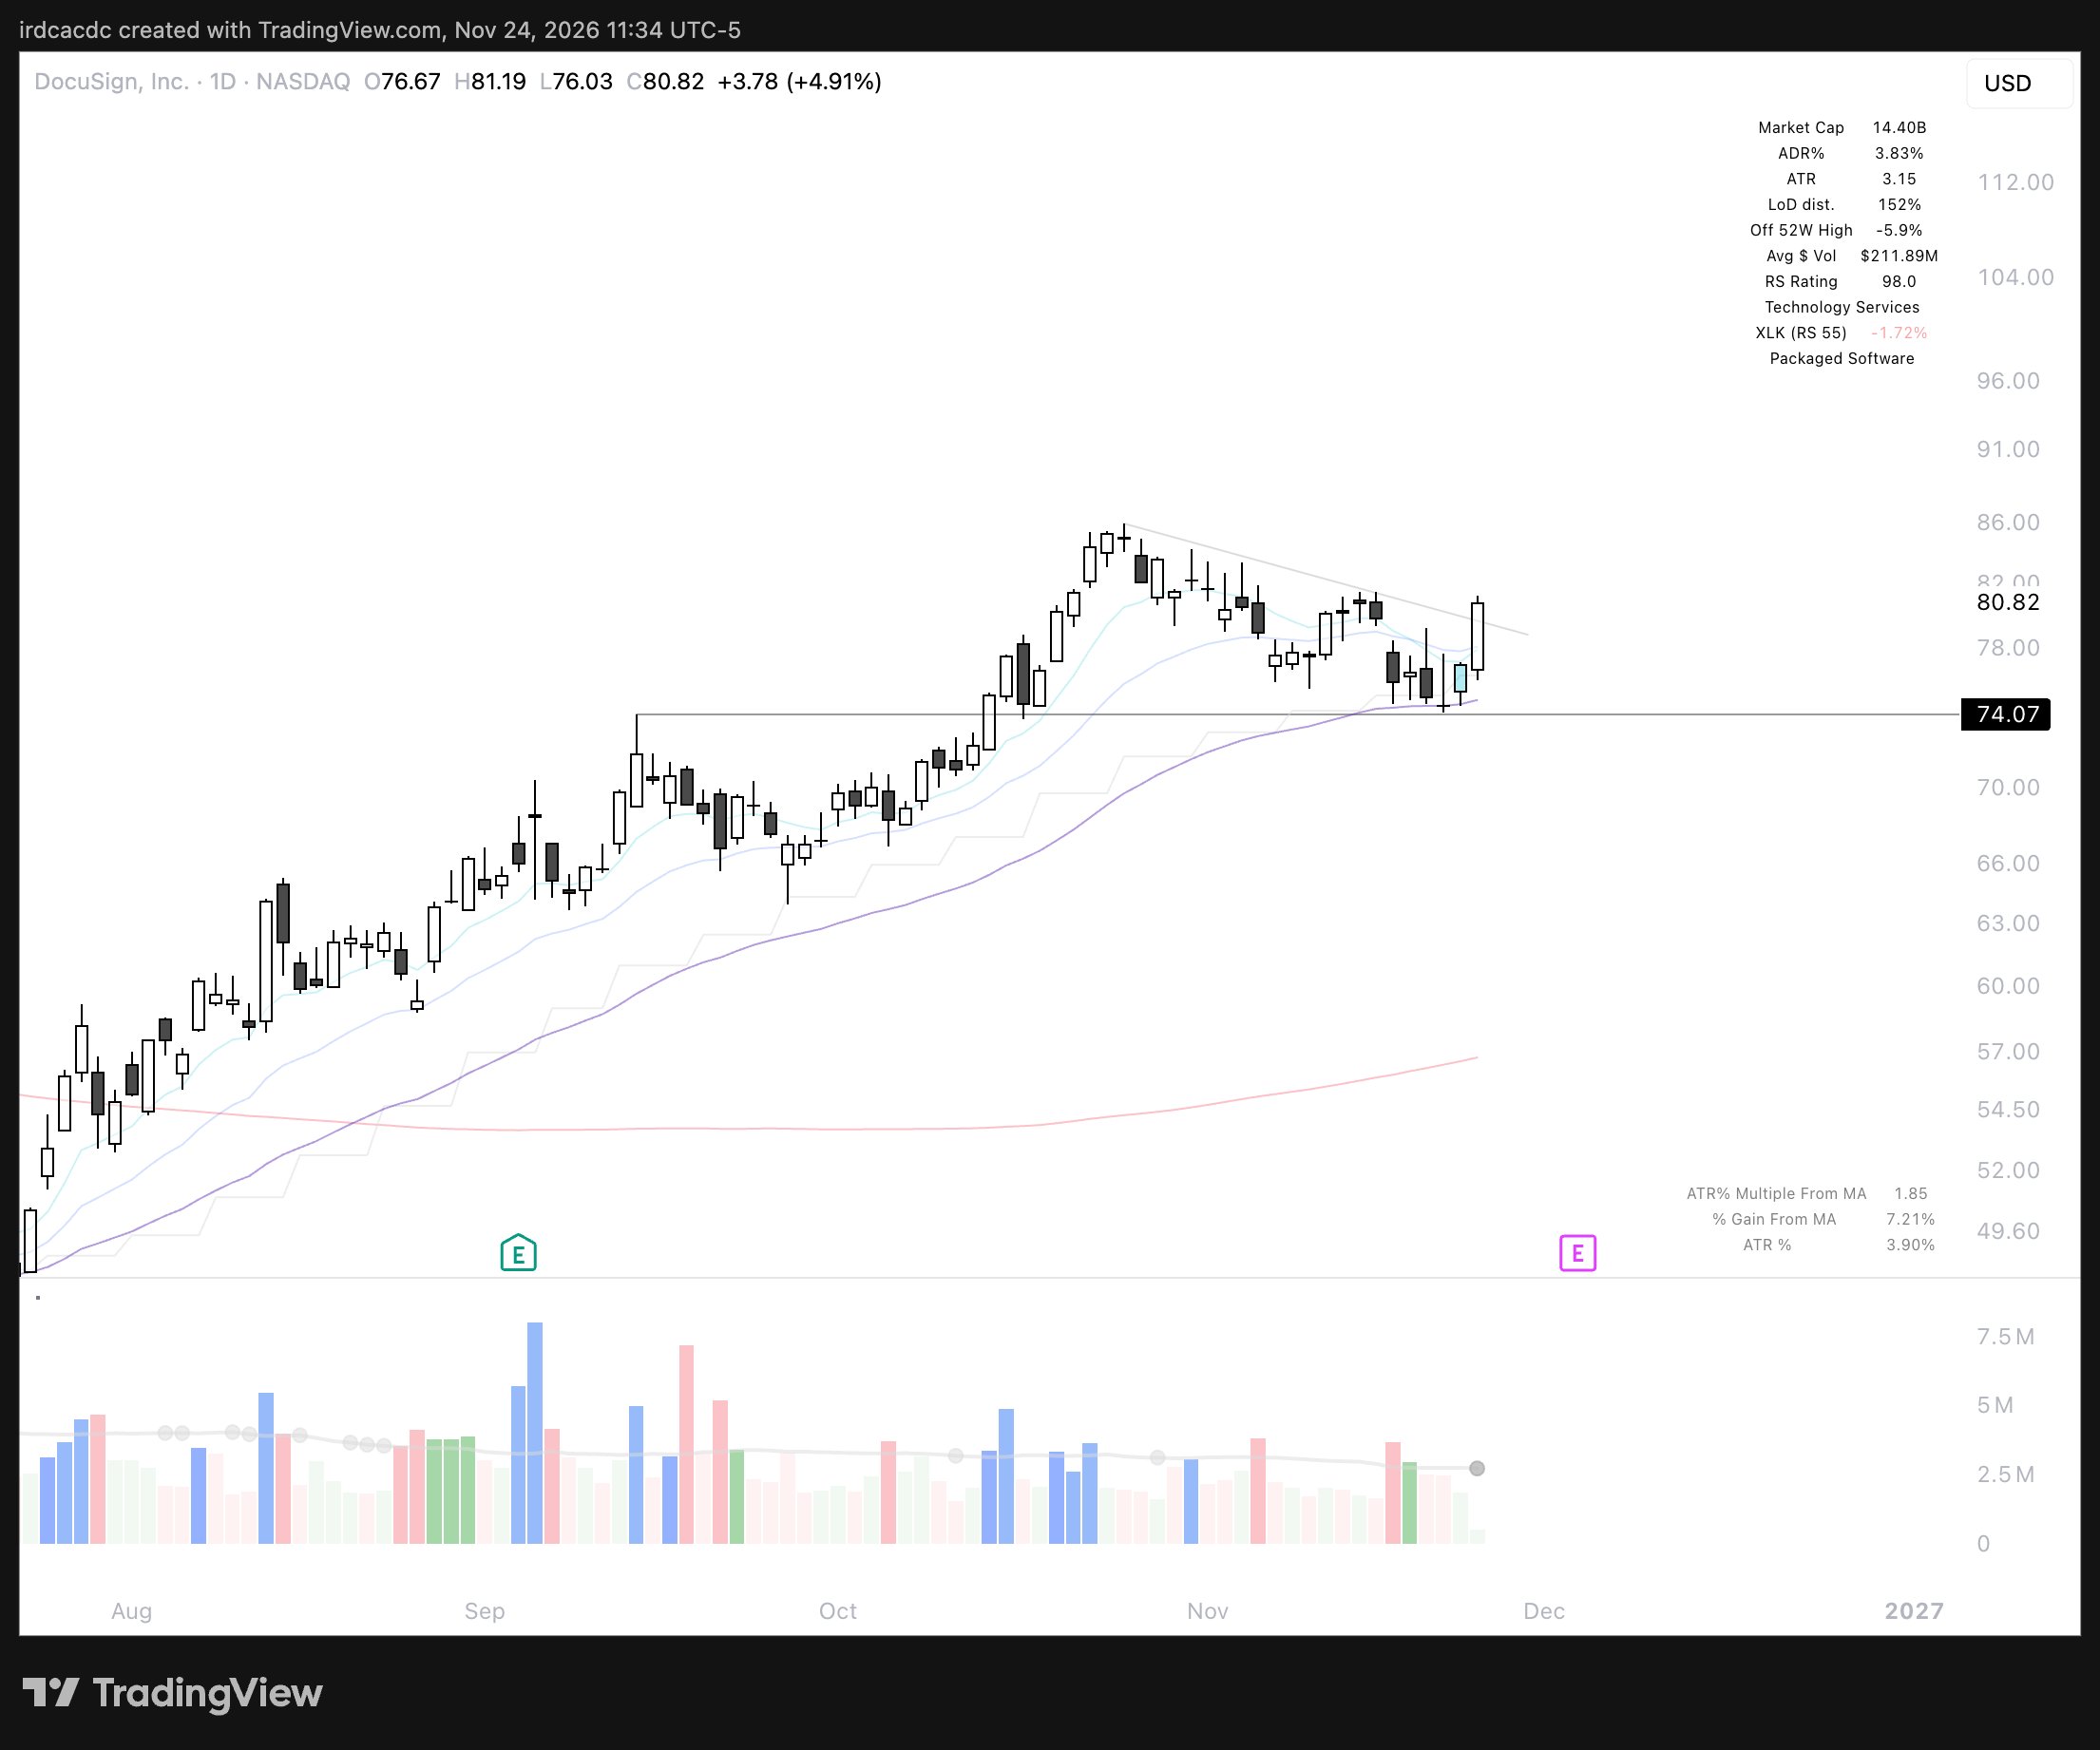 irdcacdc created with TradingView.com, Nov 24, 2026 11:34 UTC-5
DocuSign, Inc. · 1D · NASDAQ O76.67 H81.19 L76.03 C80.82 +3.78 (+4.91%)
USD
Market Cap 14.40B
ADR% 3.83%
ATR 3.15
LoD dist. 152%
Off 52W High -5.9%
Avg $ Vol $211.89M
RS Rating 98.0
Technology Services
XLK (RS 55) -1.72%
Packaged Software
112.00
104.00
96.00
91.00
86.00
82.00
80.82
78.00
74.07
70.00
66.00
63.00
60.00
57.00
54.50
52.00
49.60
ATR% Multiple From MA 1.85
% Gain From MA 7.21%
ATR % 3.90%
E
E
7.5 M
5 M
2.5 M
0
Aug Sep Oct Nov Dec 2027
TradingView